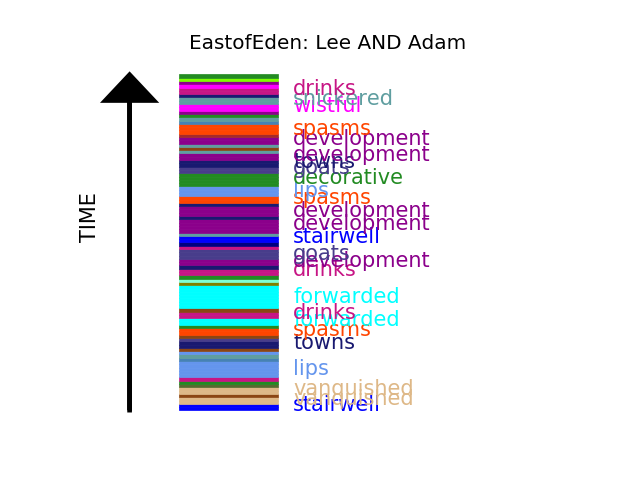 EastofEden: Lee AND Adam
drinks
snickered
wistful
spasms
development
development
towns
goats
decorative
lips
spasms
development
development
stairwell
goats
development
drinks
forwarded
drinks
forwarded
spasms
towns
lips
vanquished
vanquished
stairwell
TIME